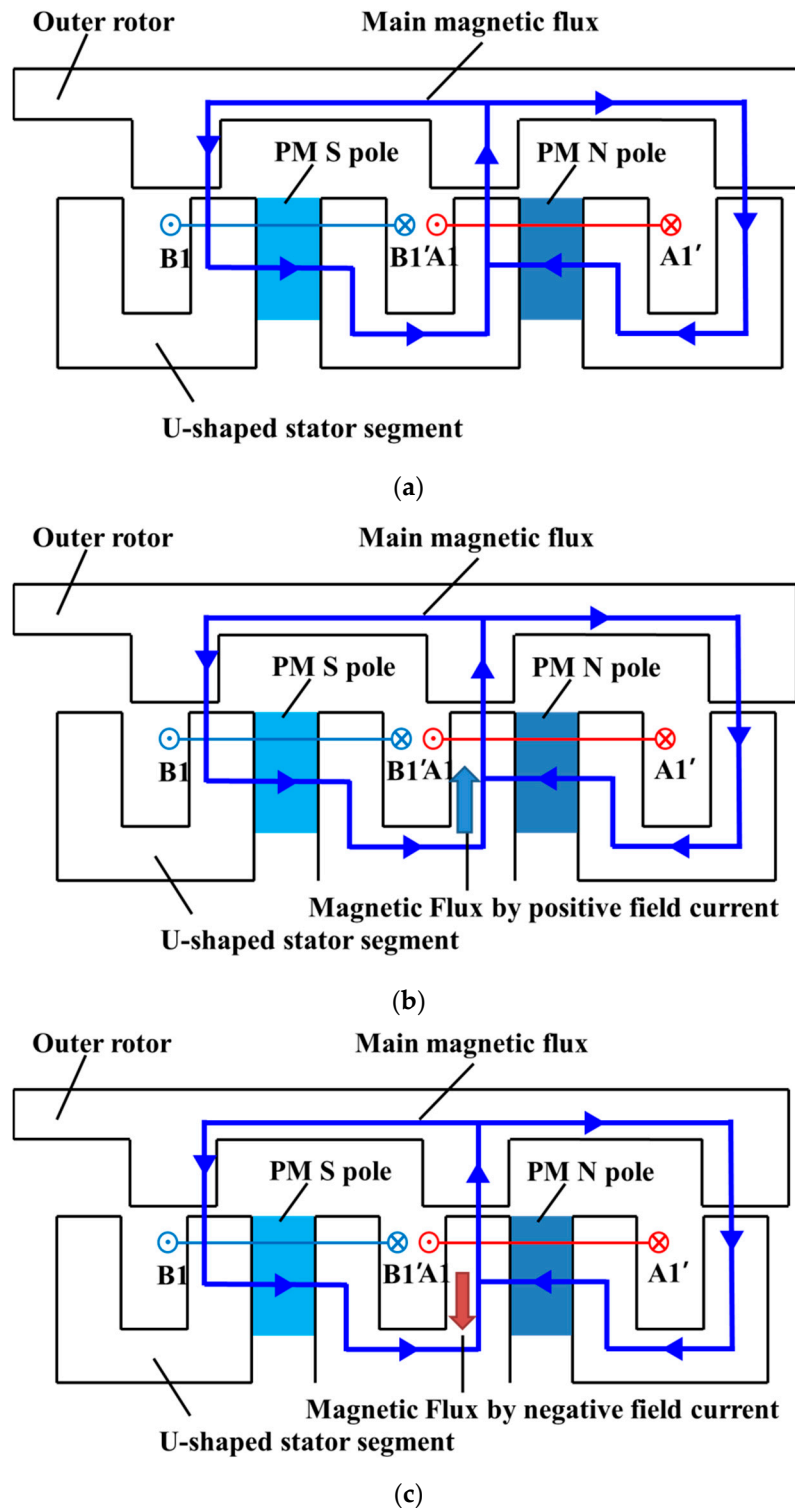 Outer rotor
Main magnetic flux
PM S pole
PM N pole
B1
B1′
A1
A1′
U-shaped stator segment
(a)
Outer rotor
Main magnetic flux
PM S pole
PM N pole
B1
B1′
A1
A1′
Magnetic Flux by positive field current
U-shaped stator segment
(b)
Outer rotor
Main magnetic flux
PM S pole
PM N pole
B1
B1′
A1
A1′
Magnetic Flux by negative field current
U-shaped stator segment
(c)